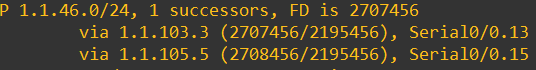 P 1.1.46.0/24, 1 successors, FD is 2707456
via 1.1.103.3 (2707456/2195456), Serial0/0.13
via 1.1.105.5 (2708456/2195456), Serial0/0.15